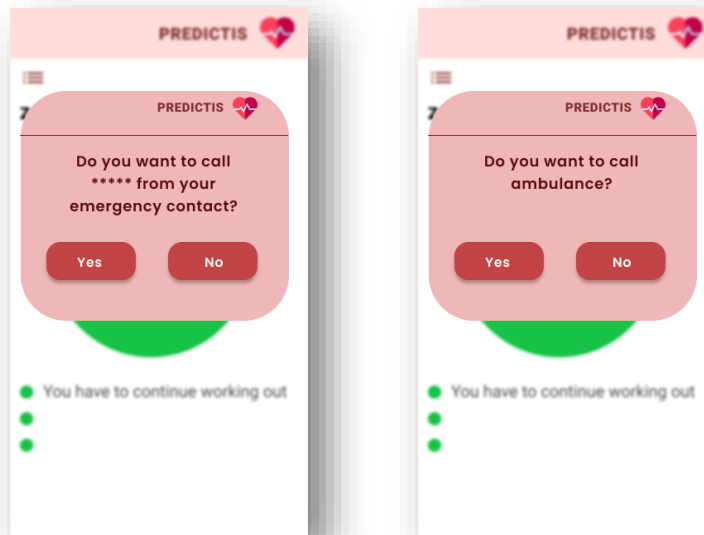 PREDICTIS
PREDICTIS
Do you want to call
***** from your
emergency contact?
Yes No
You have to continue working out
PREDICTIS
PREDICTIS
Do you want to call
ambulance?
Yes No
You have to continue working out